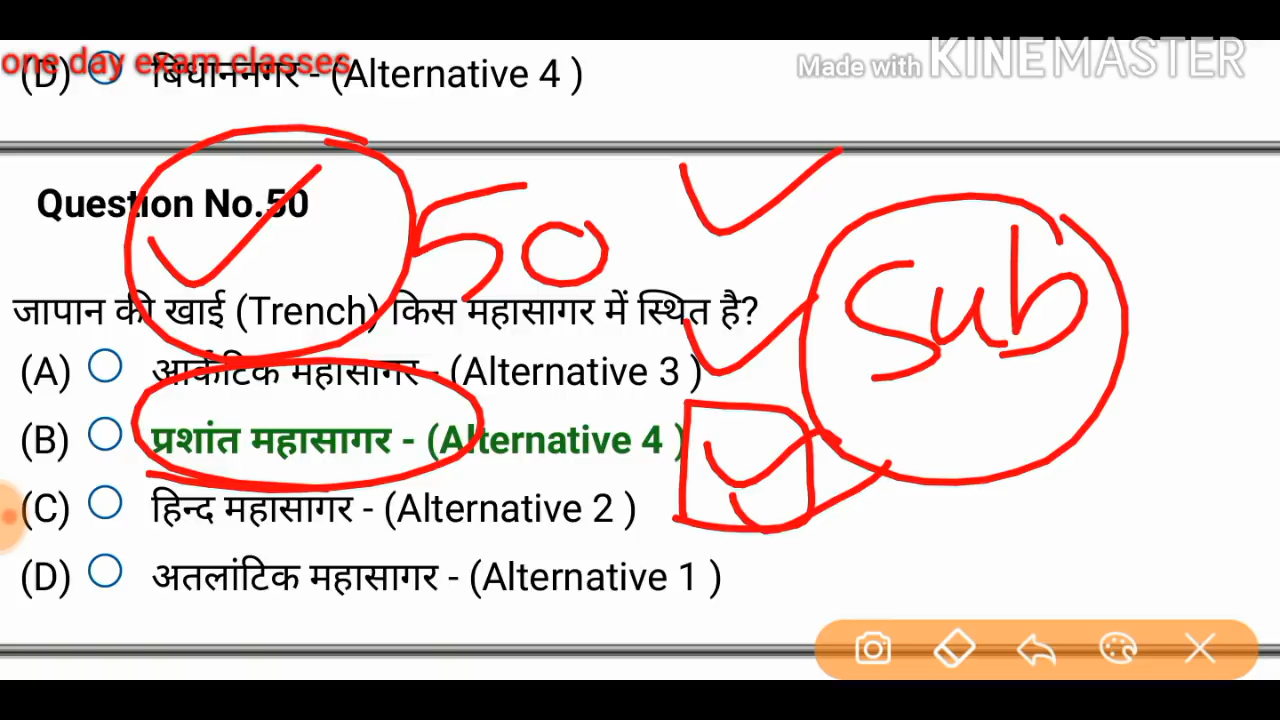 one day exam classes
(D) बिधाननगर - (Alternative 4 )
Made with KINEMASTER
Question No.50
50
sub
जापान की खाई (Trench) किस महासागर में स्थित है?
(A) आर्कटिक महासागर - (Alternative 3 )
(B) प्रशांत महासागर - (Alternative 4 )
(C) हिन्द महासागर - (Alternative 2 )
(D) अतलांटिक महासागर - (Alternative 1 )